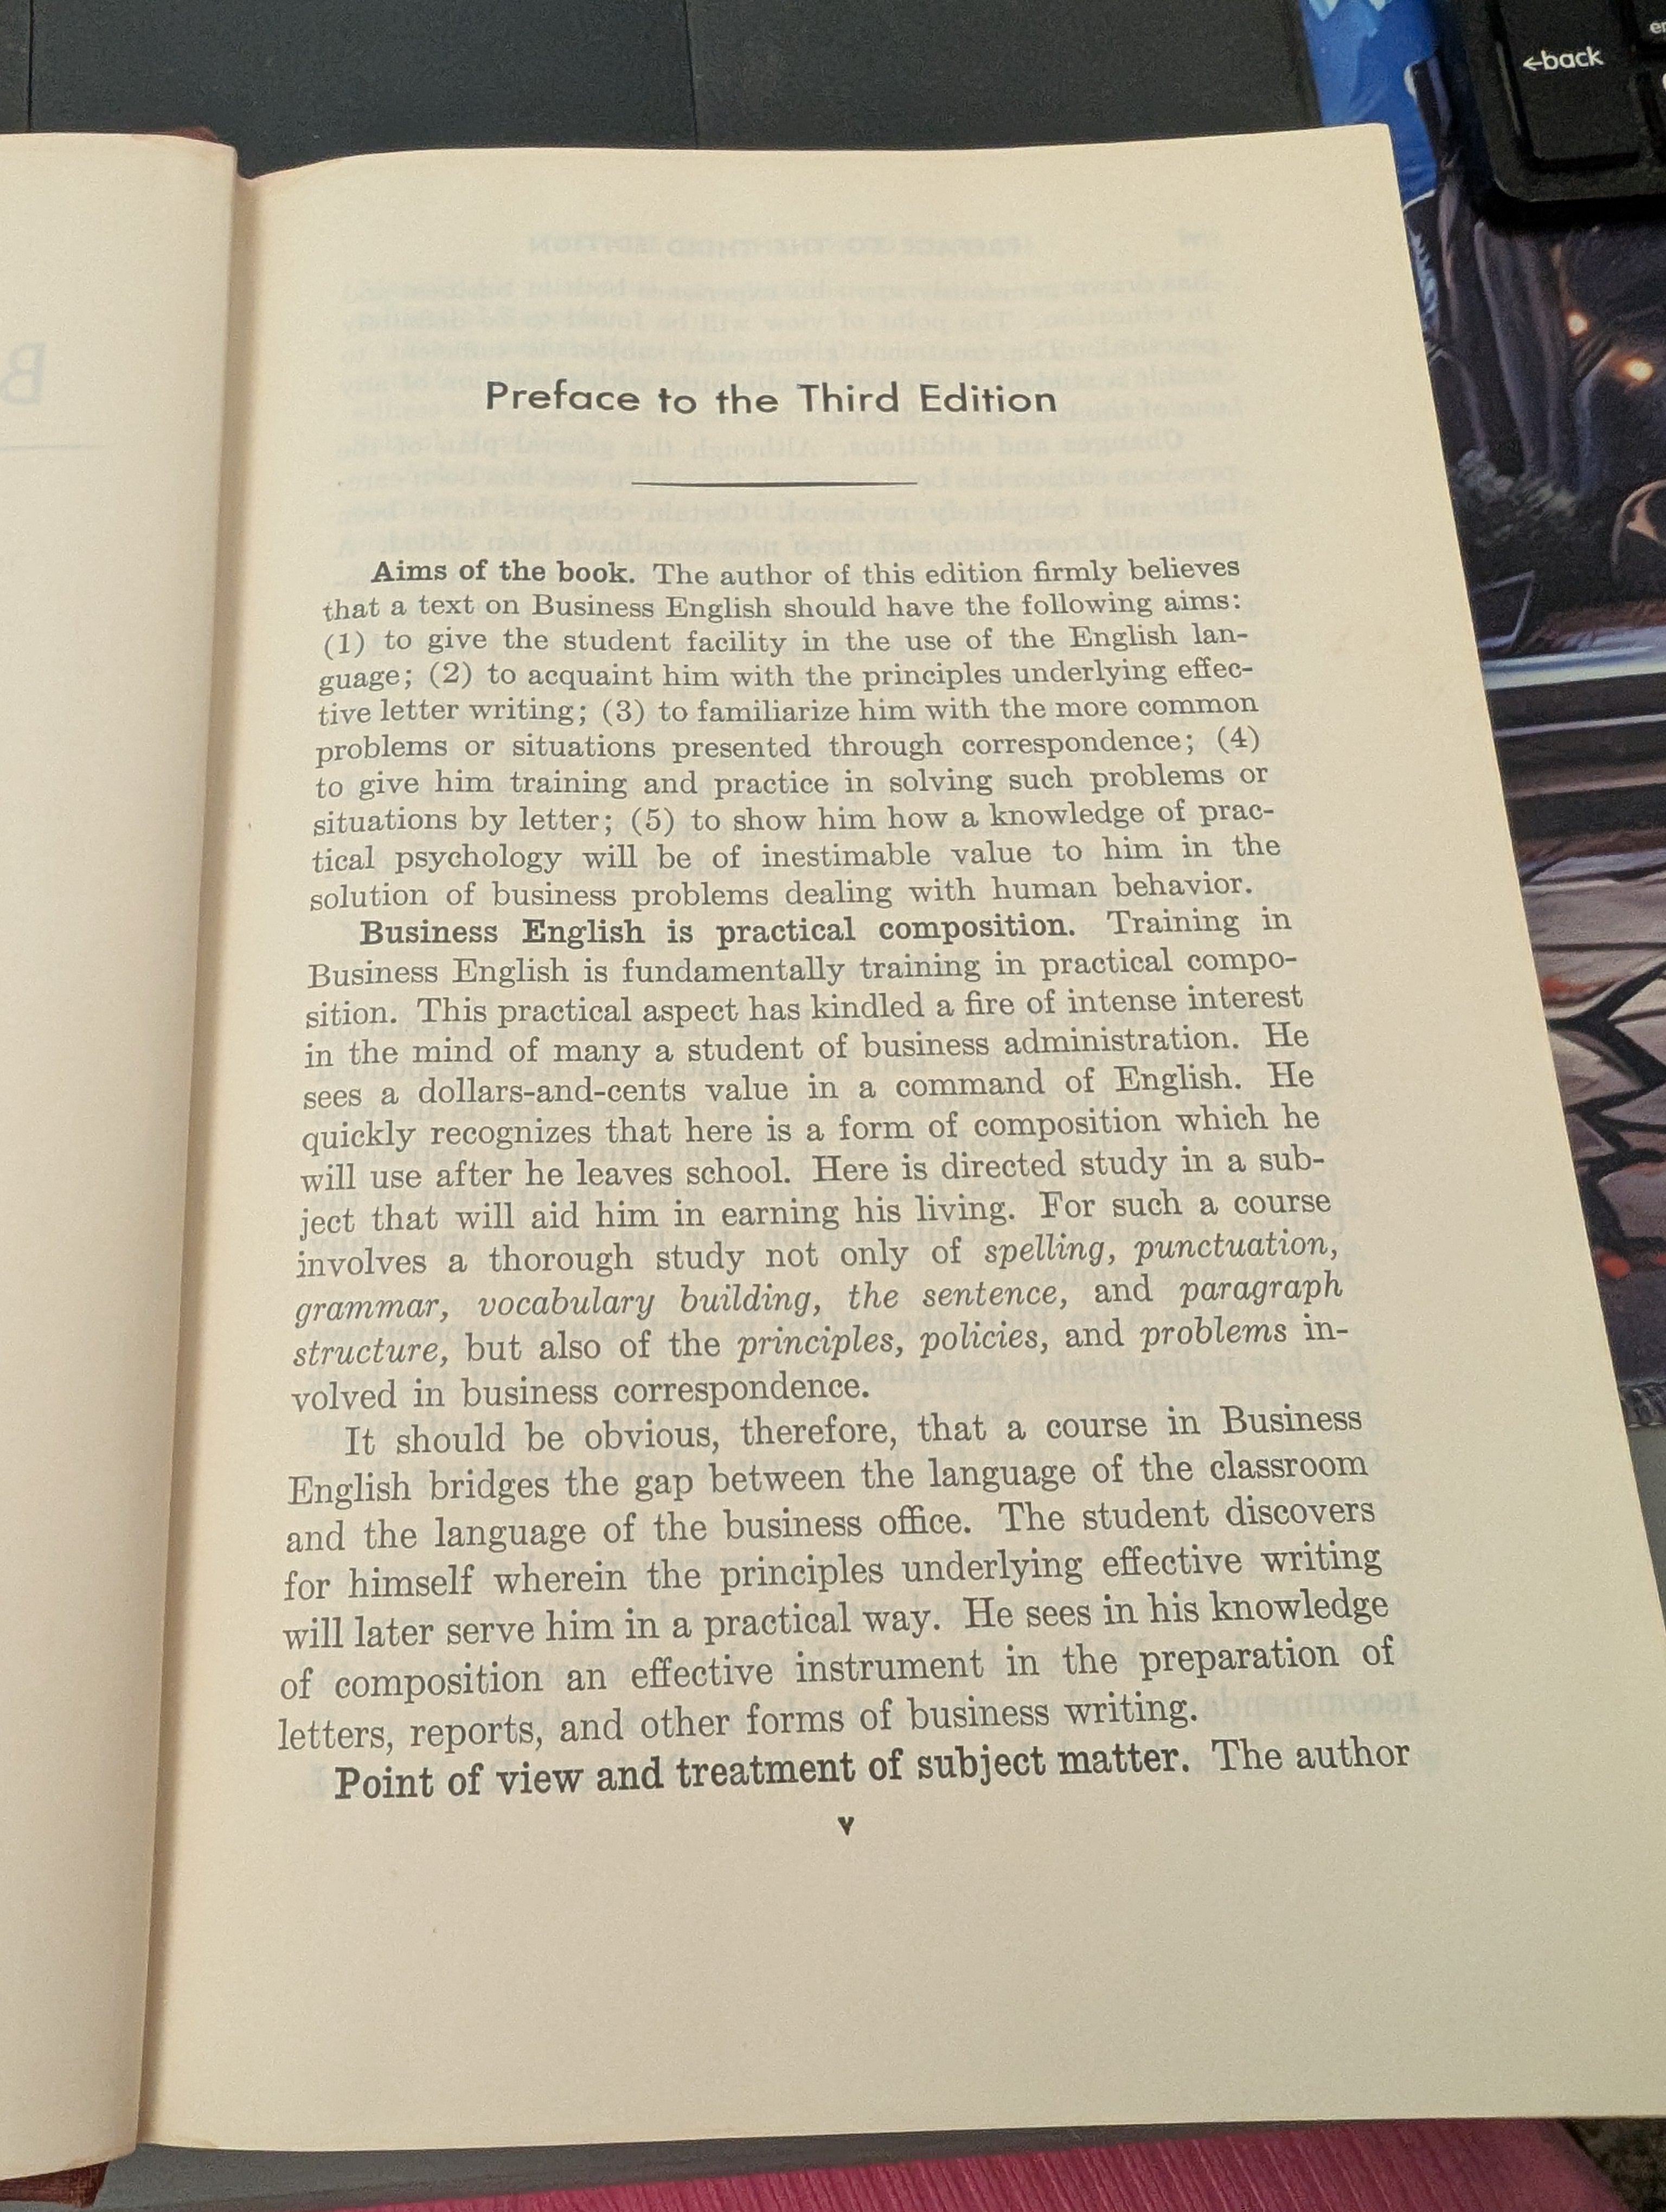 ←back
Preface to the Third Edition
Aims of the book. The author of this edition firmly believes
that a text on Business English should have the following aims:
(1) to give the student facility in the use of the English lan-
guage; (2) to acquaint him with the principles underlying effec-
tive letter writing; (3) to familiarize him with the more common
problems or situations presented through correspondence; (4)
to give him training and practice in solving such problems or
situations by letter; (5) to show him how a knowledge of prac-
tical psychology will be of inestimable value to him in the
solution of business problems dealing with human behavior.
Business English is practical composition. Training in
Business English is fundamentally training in practical compo-
sition. This practical aspect has kindled a fire of intense interest
in the mind of many a student of business administration. He
sees a dollars-and-cents value in a command of English. He
quickly recognizes that here is a form of composition which he
will use after he leaves school. Here is directed study in a sub-
ject that will aid him in earning his living. For such a course
involves a thorough study not only of spelling, punctuation,
grammar, vocabulary building, the sentence, and paragraph
structure, but also of the principles, policies, and problems in-
volved in business correspondence.
It should be obvious, therefore, that a course in Business
English bridges the gap between the language of the classroom
and the language of the business office. The student discovers
for himself wherein the principles underlying effective writing
will later serve him in a practical way. He sees in his knowledge
of composition an effective instrument in the preparation of
letters, reports, and other forms of business writing.
Point of view and treatment of subject matter. The author
v